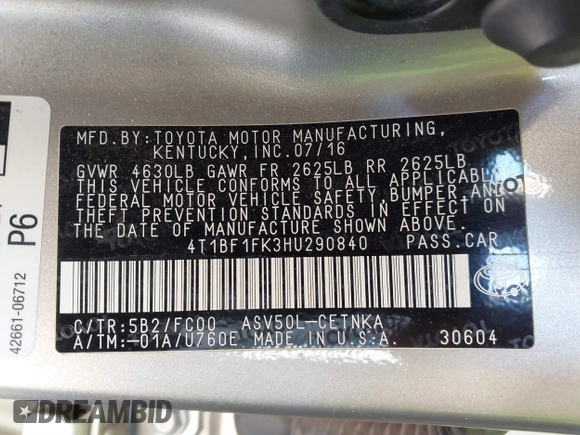 MFD.BY:TOYOTA MOTOR MANUFACTURING,
KENTUCKY,INC.07/16
GVWR 4630LB GAWR FR 2625LB RR 2625LB
THIS VEHICLE CONFORMS TO ALL APPLICABLE
FEDERAL MOTOR VEHICLE SAFETY,BUMPER,AND
THEFT PREVENTION STANDARDS IN EFFECT ON
THE DATE OF MANUFACTURE SHOWN ABOVE.
4T1BF1FK3HU290840 PASS.CAR
C/TR:5B2/FC00 ASV50L-CETNKA
A/TM:-01A/U760E MADE IN U.S.A. 30604
P6
42661-06712
TOYOTA
DREAMBID